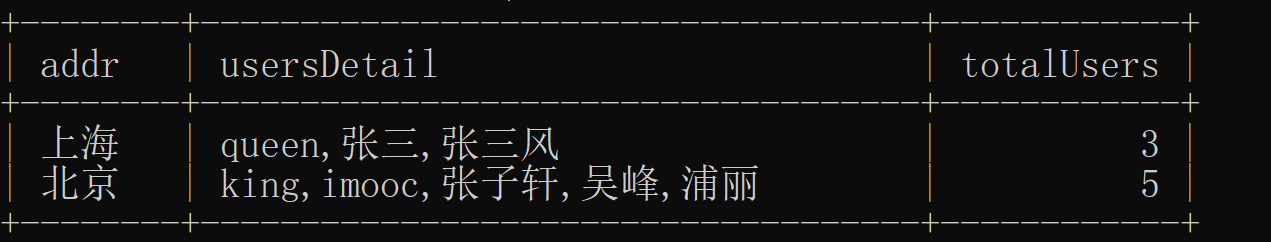 addr usersDetail totalUsers
上海 queen,张三,张三风 3
北京 king,imooc,张子轩,吴峰,浦丽 5